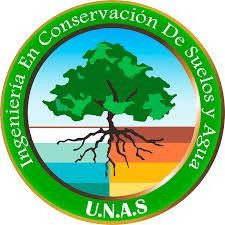 Ingeniería En Conservación De Suelos y Agua
U.N.A.S